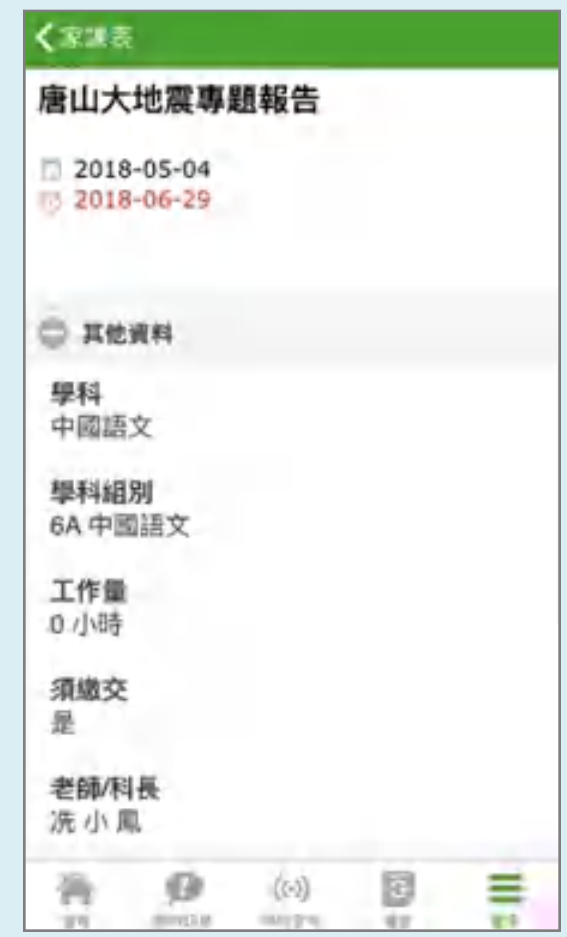 家課表
唐山大地震專題報告
2018-05-04
2018-06-29
其他資料
學科
中國語文
學科組別
6A 中國語文
工作量
0 小時
須繳交
是
老師/科長
冼 小 鳳